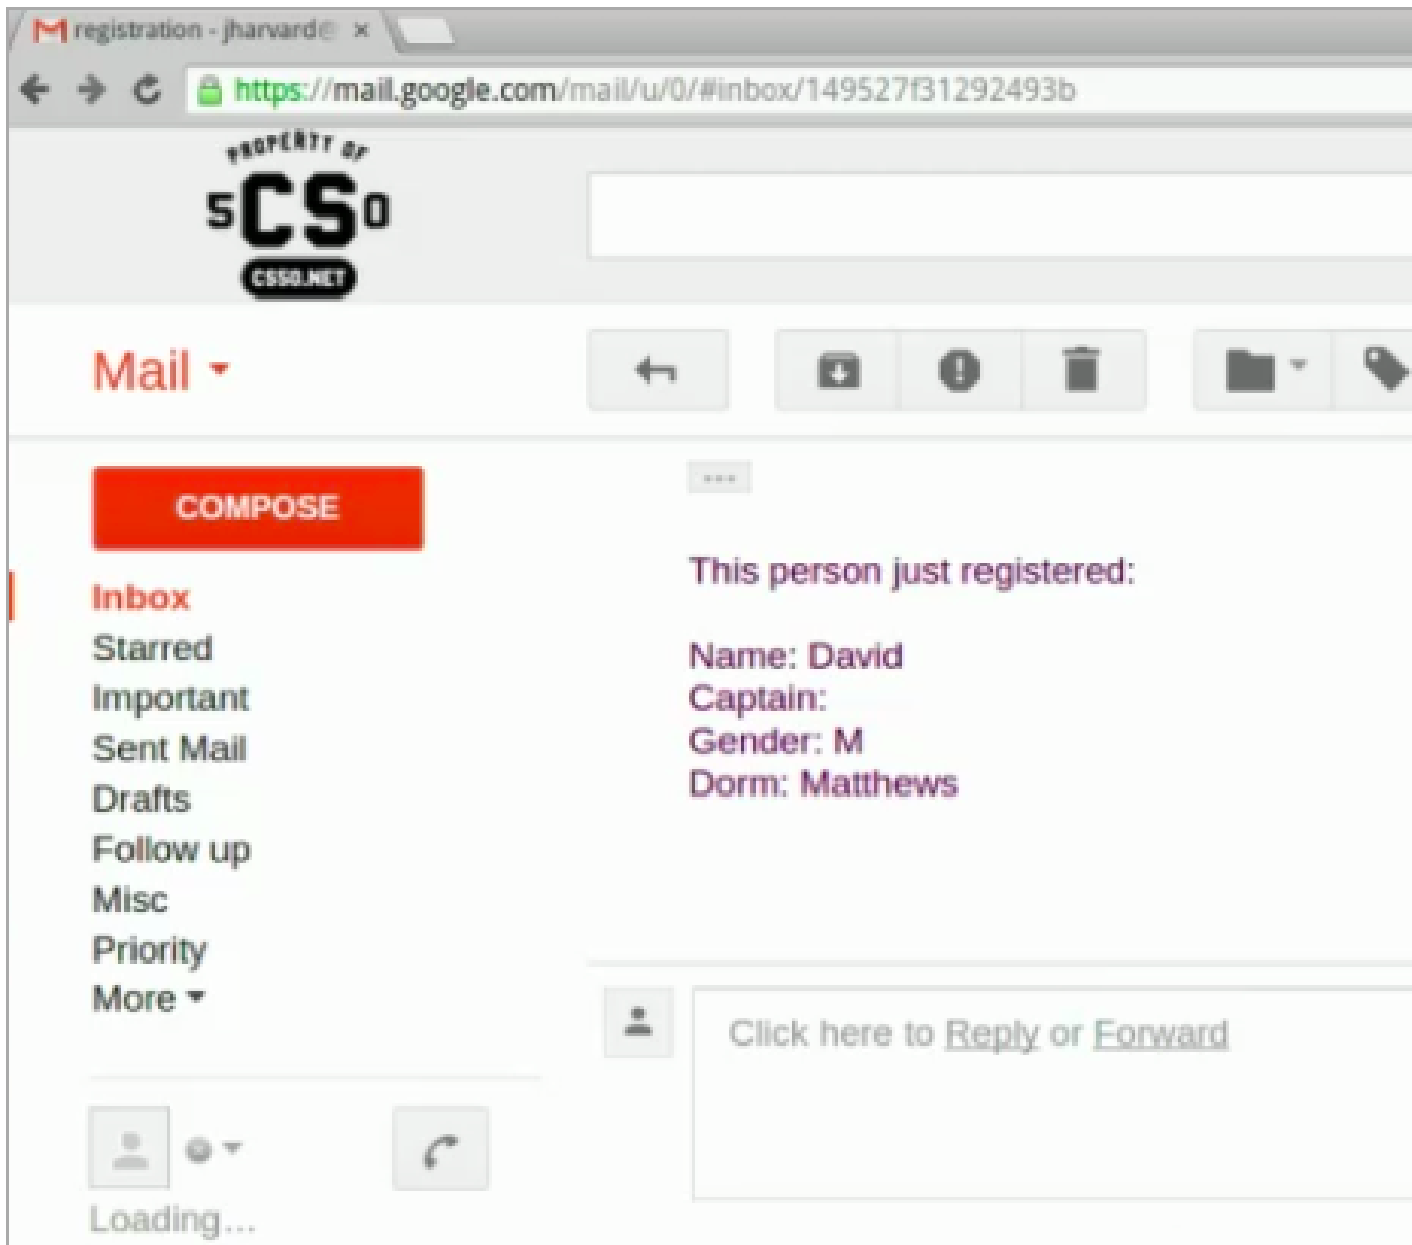 registration - jharvard@
https://mail.google.com/mail/u/0/#inbox/149527f31292493b
PROPERTY OF
5CS0
CS50.NET
Mail
COMPOSE
Inbox
Starred
Important
Sent Mail
Drafts
Follow up
Misc
Priority
More
Loading...
...
This person just registered:
Name: David
Captain:
Gender: M
Dorm: Matthews
Click here to Reply or Forward